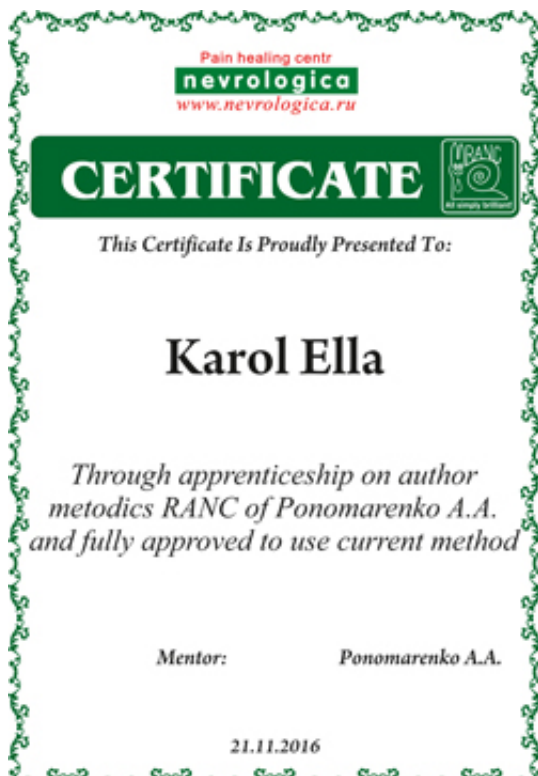 Pain healing centr
nevrologica
www.nevrologica.ru
CERTIFICATE
RANC
All simply brilliant!
This Certificate Is Proudly Presented To:
Karol Ella
Through apprenticeship on author
metodics RANC of Ponomarenko A.A.
and fully approved to use current method
Mentor: Ponomarenko A.A.
21.11.2016